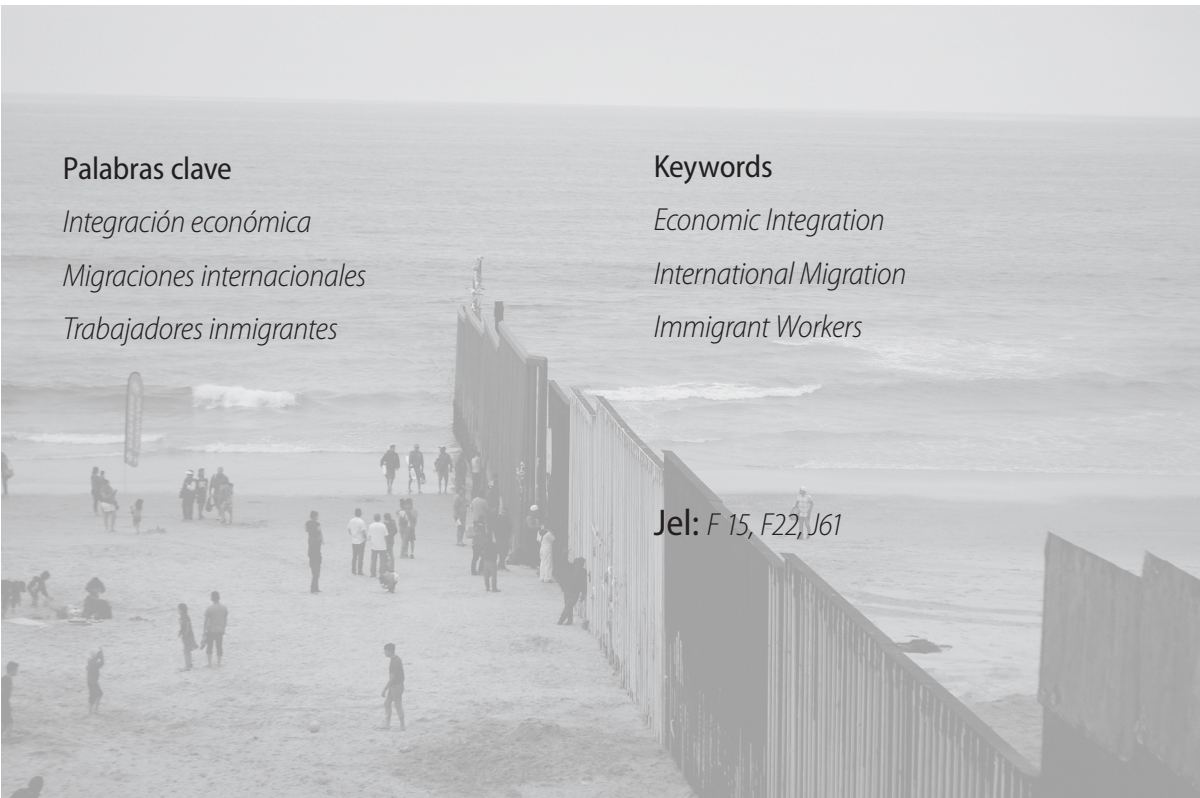 Palabras clave
Integración económica
Migraciones internacionales
Trabajadores inmigrantes
Keywords
Economic Integration
International Migration
Immigrant Workers
Jel: F 15, F22, J61